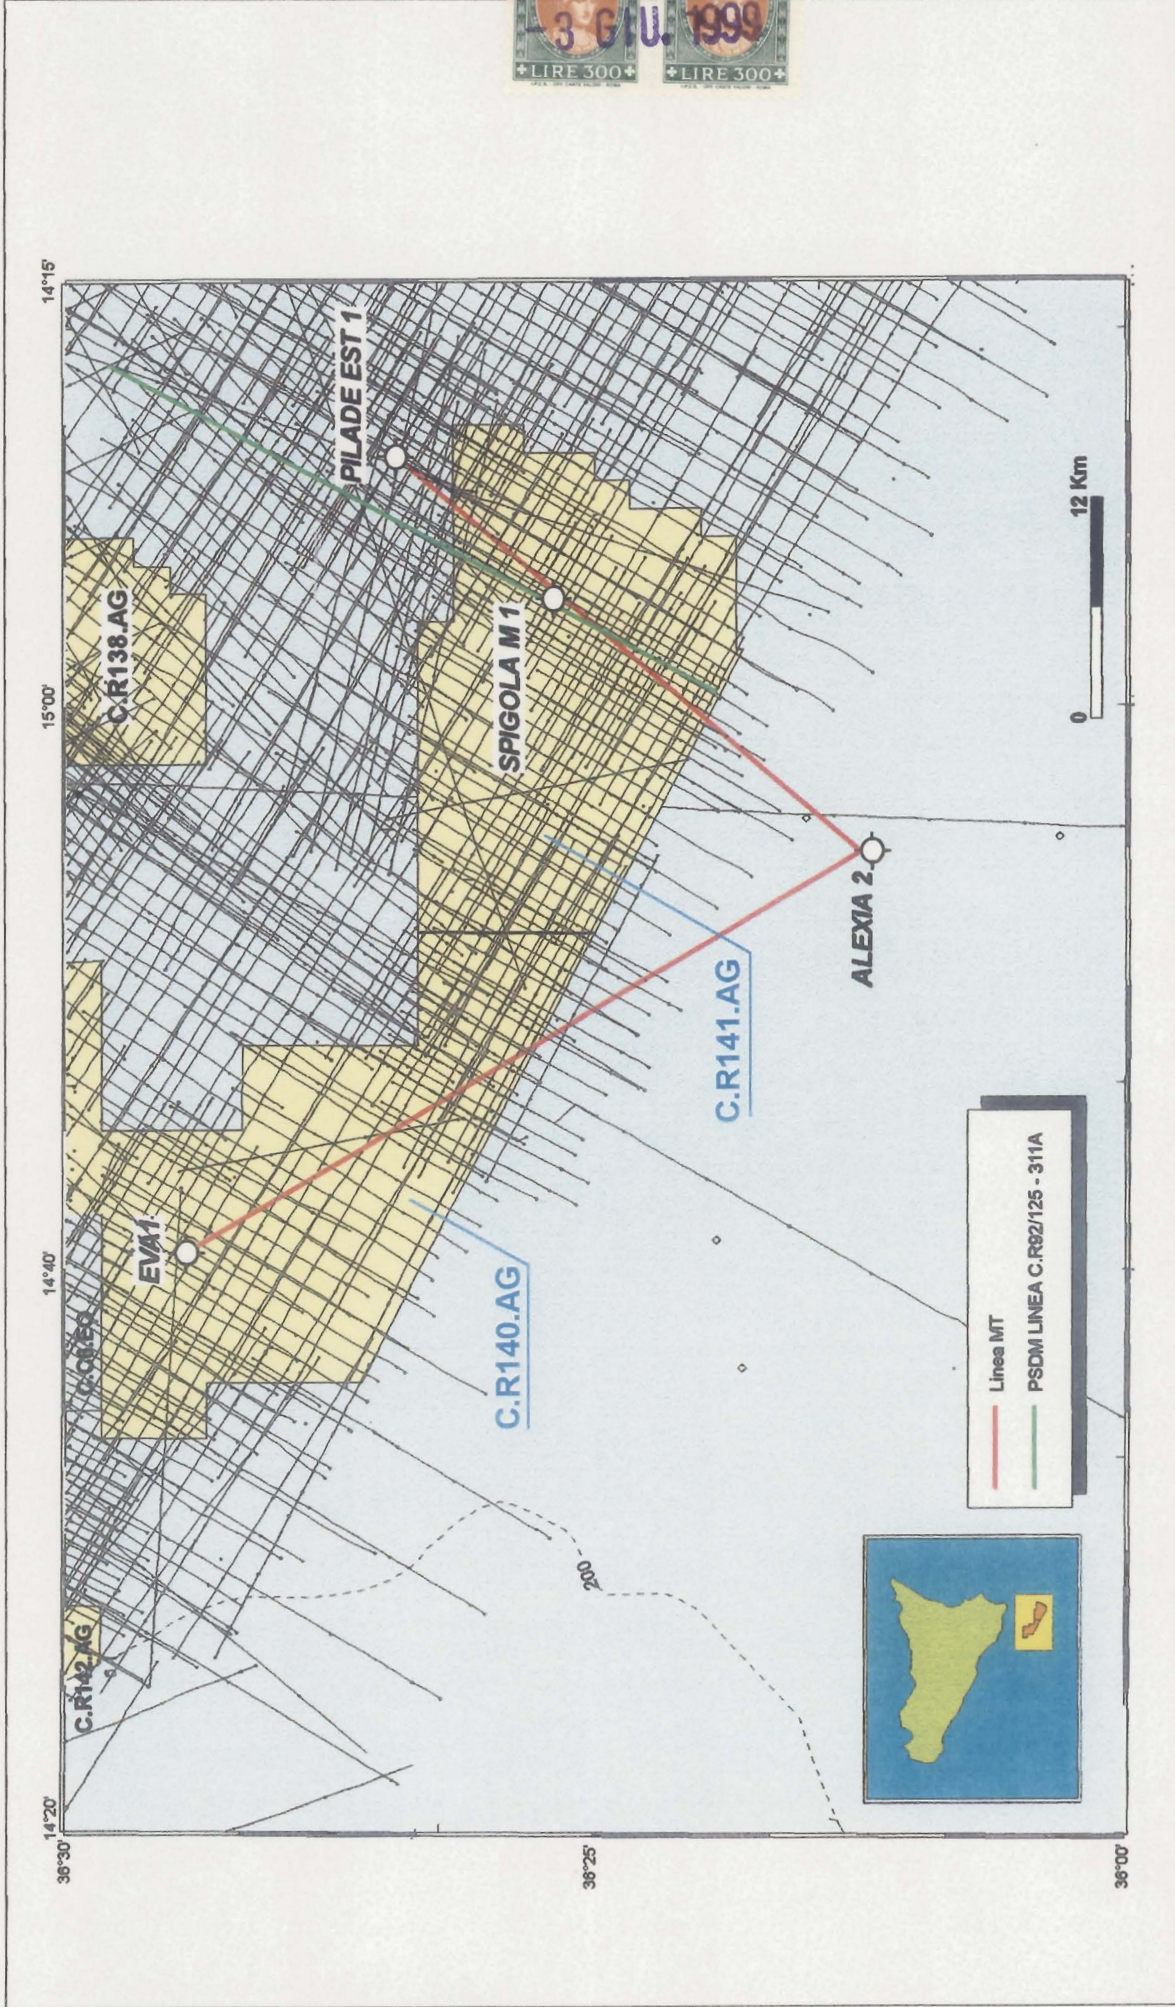 -3 GIU. 1999
+LIRE 300+
+LIRE 300+
14°20'
14°40'
15°00'
14°15'
36°30'
36°25'
36°00'
C.R142.AG
EVA1
C.R138.AG
PILADE EST 1
SPIGOLA M 1
C.R140.AG
C.R141.AG
ALEXIA 2
200
Linea MT
PSDM LINEA C.R92/125 - 311A
0
12 Km